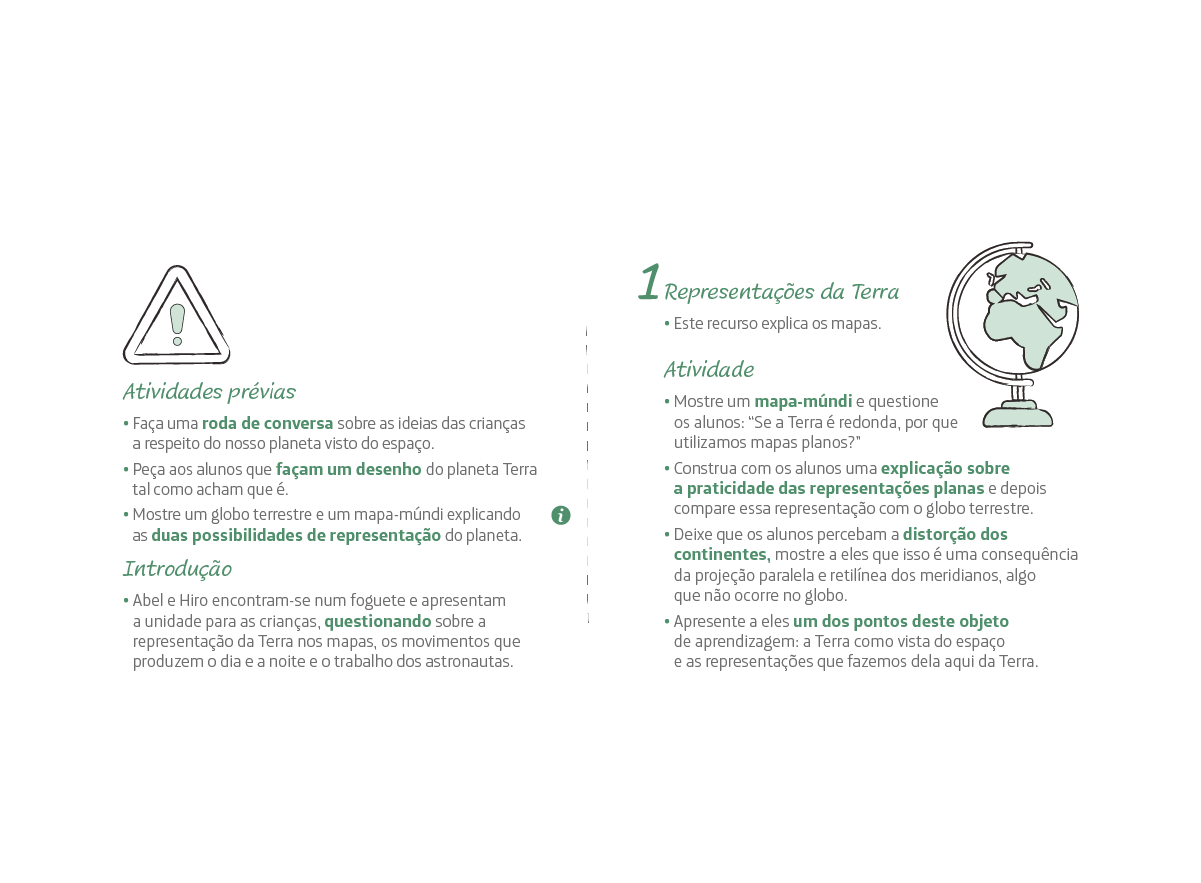 Atividades prévias
• Faça uma roda de conversa sobre as ideias das crianças
a respeito do nosso planeta visto do espaço.
• Peça aos alunos que façam um desenho do planeta Terra
tal como acham que é.
• Mostre um globo terrestre e um mapa-múndi explicando
as duas possibilidades de representação do planeta.
i
Introdução
• Abel e Hiro encontram-se num foguete e apresentam
a unidade para as crianças, questionando sobre a
representação da Terra nos mapas, os movimentos que
produzem o dia e a noite e o trabalho dos astronautas.
1 Representações da Terra
• Este recurso explica os mapas.
Atividade
• Mostre um mapa-múndi e questione
os alunos: “Se a Terra é redonda, por que
utilizamos mapas planos?”
• Construa com os alunos uma explicação sobre
a praticidade das representações planas e depois
compare essa representação com o globo terrestre.
• Deixe que os alunos percebam a distorção dos
continentes, mostre a eles que isso é uma consequência
da projeção paralela e retilínea dos meridianos, algo
que não ocorre no globo.
• Apresente a eles um dos pontos deste objeto
de aprendizagem: a Terra como vista do espaço
e as representações que fazemos dela aqui da Terra.